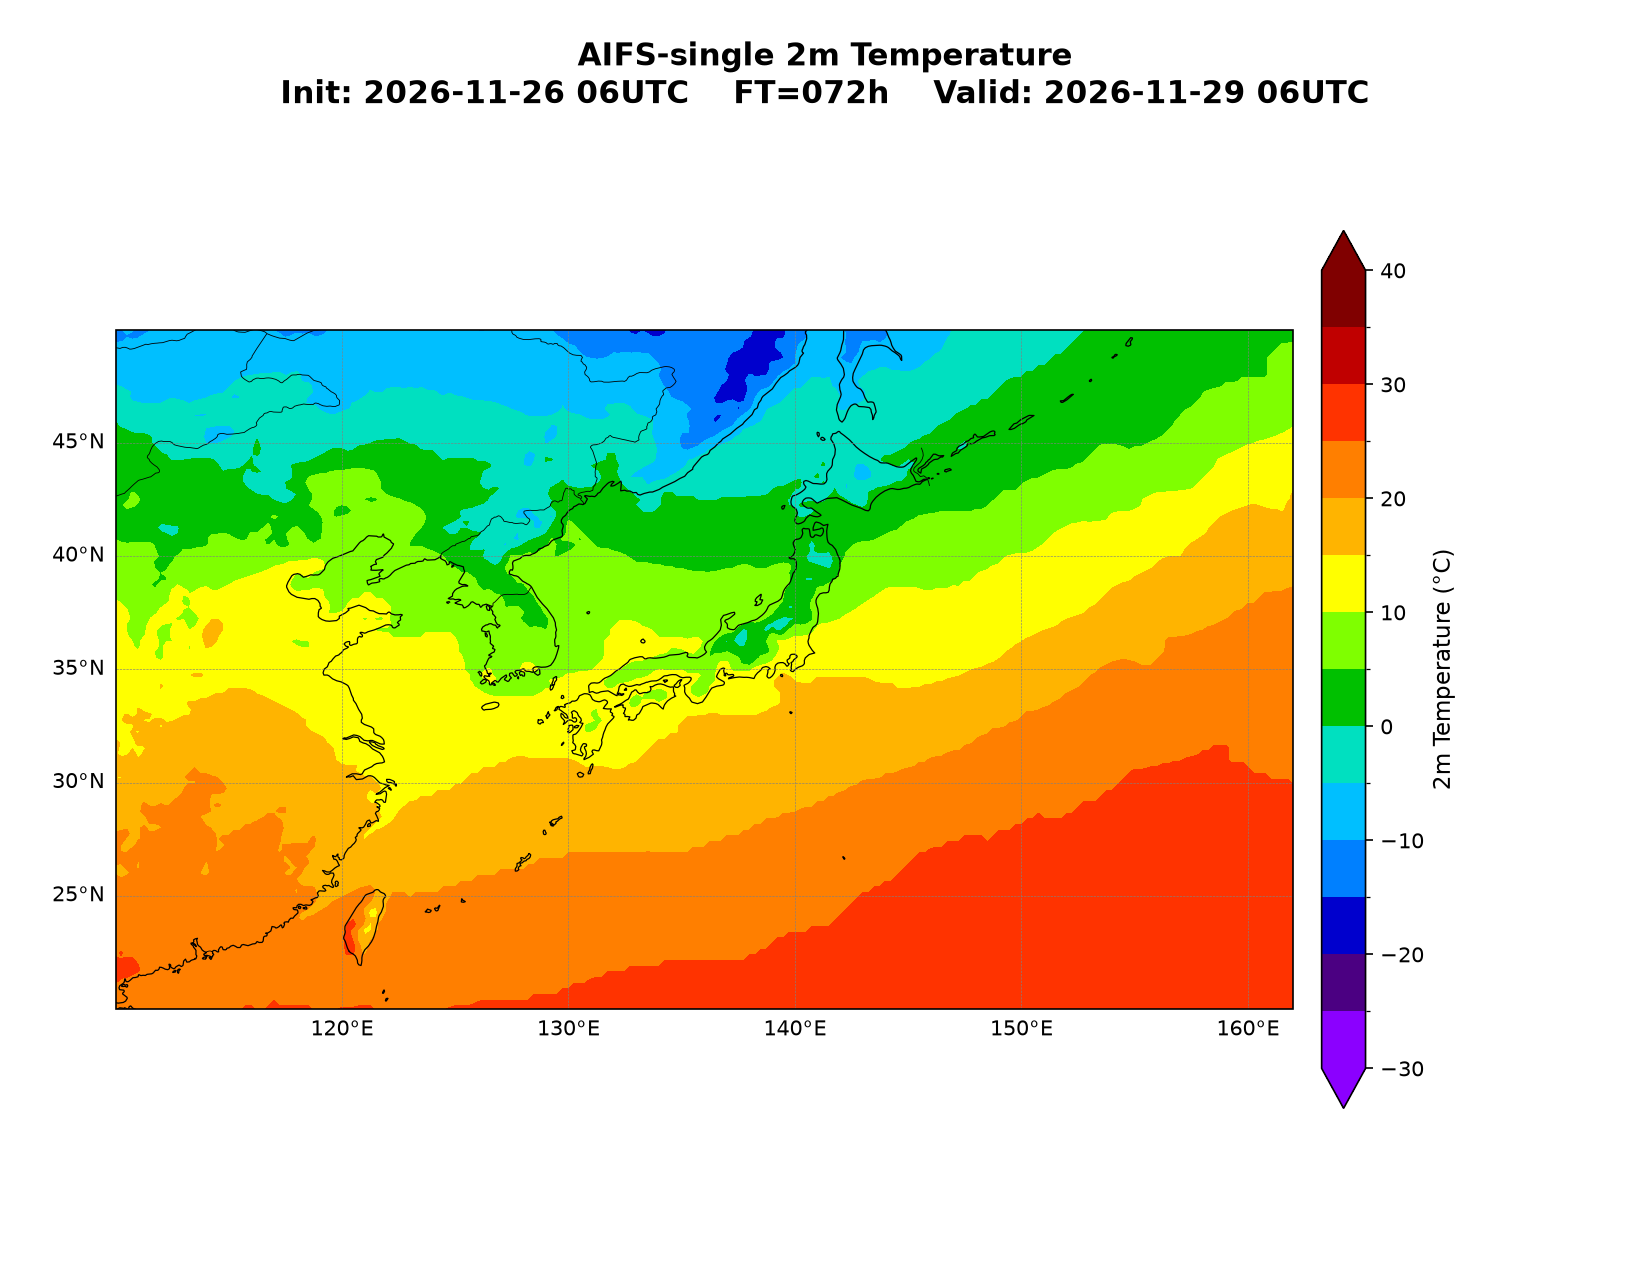 AIFS-single 2m Temperature
Init: 2026-11-26 06UTC    FT=072h    Valid: 2026-11-29 06UTC
45°N
40°N
35°N
30°N
25°N
120°E
130°E
140°E
150°E
160°E
40
30
20
10
0
−10
−20
−30
2m Temperature (°C)